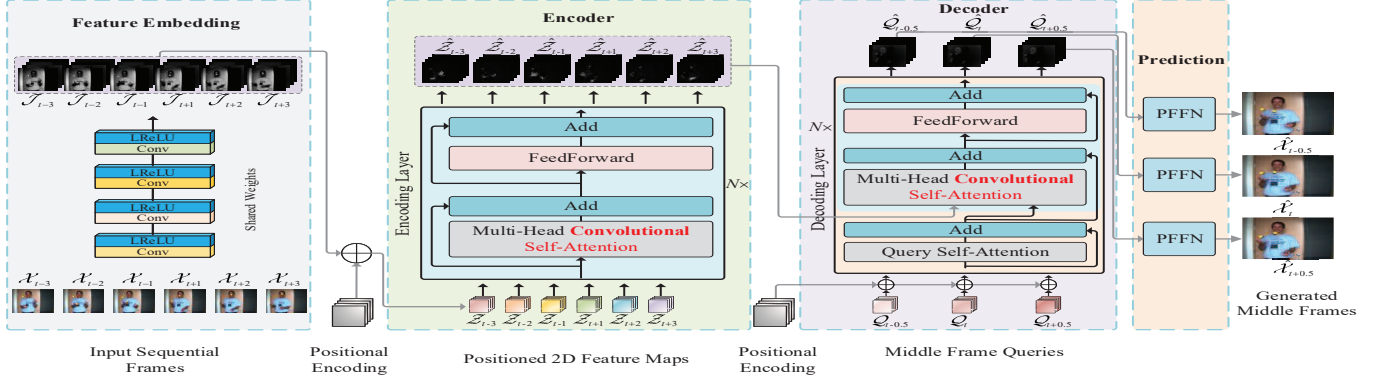 Feature Embedding
𝒥t-3 𝒥t-2 𝒥t-1 𝒥t+1 𝒥t+2 𝒥t+3
LReLU
Conv
LReLU
Conv
LReLU
Conv
LReLU
Conv
Shared Weights
𝒳t-3 𝒳t-2 𝒳t-1 𝒳t+1 𝒳t+2 𝒳t+3
Input Sequential
Frames
Positional
Encoding
Encoder
Ẑt-3 Ẑt-2 Ẑt-1 Ẑt+1 Ẑt+2 Ẑt+3
Encoding Layer
N×
Add
FeedForward
Add
Multi-Head Convolutional
Self-Attention
Zt-3 Zt-2 Zt-1 Zt+1 Zt+2 Zt+3
Positioned 2D Feature Maps
Positional
Encoding
Decoder
Q̂t-0.5 Q̂t Q̂t+0.5
N×
Decoding Layer
Add
FeedForward
Add
Multi-Head Convolutional
Self-Attention
Add
Query Self-Attention
Qt-0.5 Qt Qt+0.5
Middle Frame Queries
Prediction
PFFN
PFFN
PFFN
X̂t-0.5
X̂t
X̂t+0.5
Generated
Middle Frames